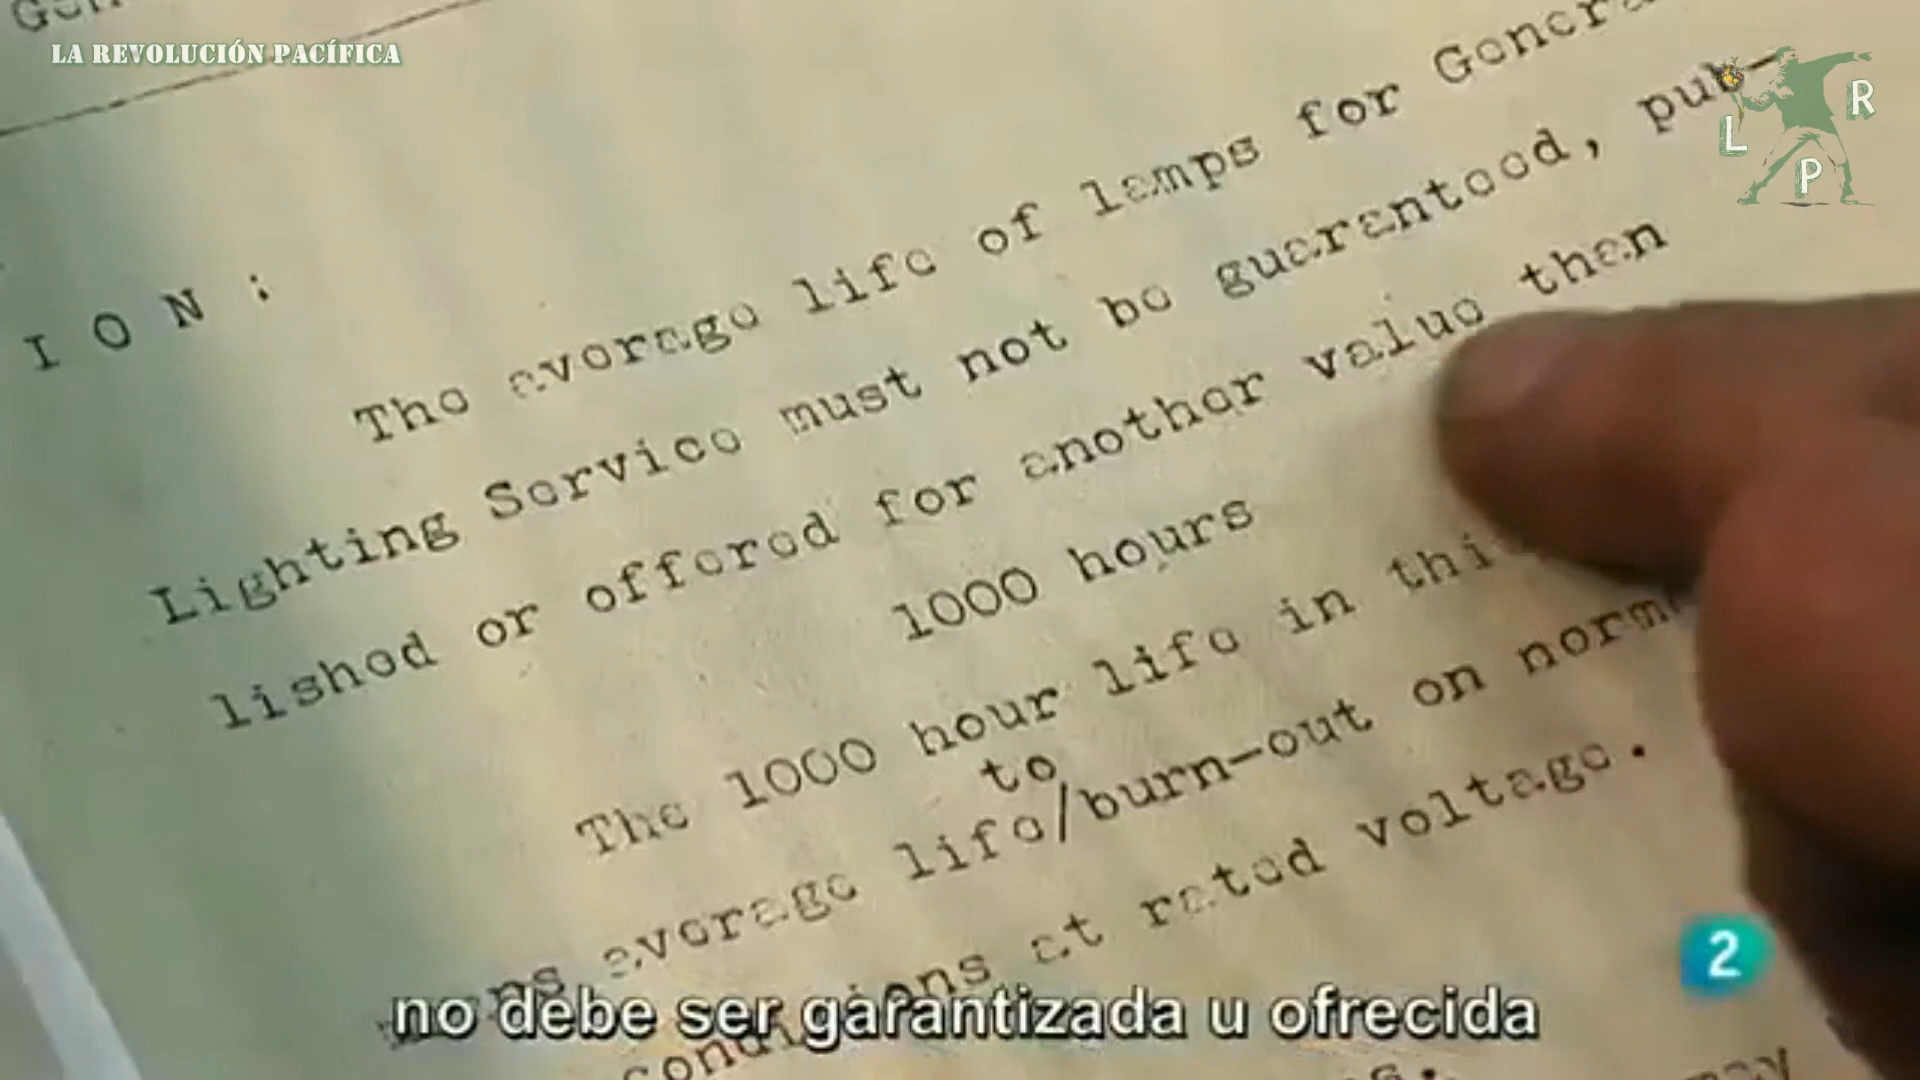 LA REVOLUCIÓN PACÍFICA
L R P
I O N :
The average life of lamps for General
Lighting Service must not be guaranteed, pub-
lished or offered for another value than
1000 hours
The 1000 hour life in this
average life/burn-out on
to
conditions at rated voltage.
no debe ser garantizada u ofrecida
2